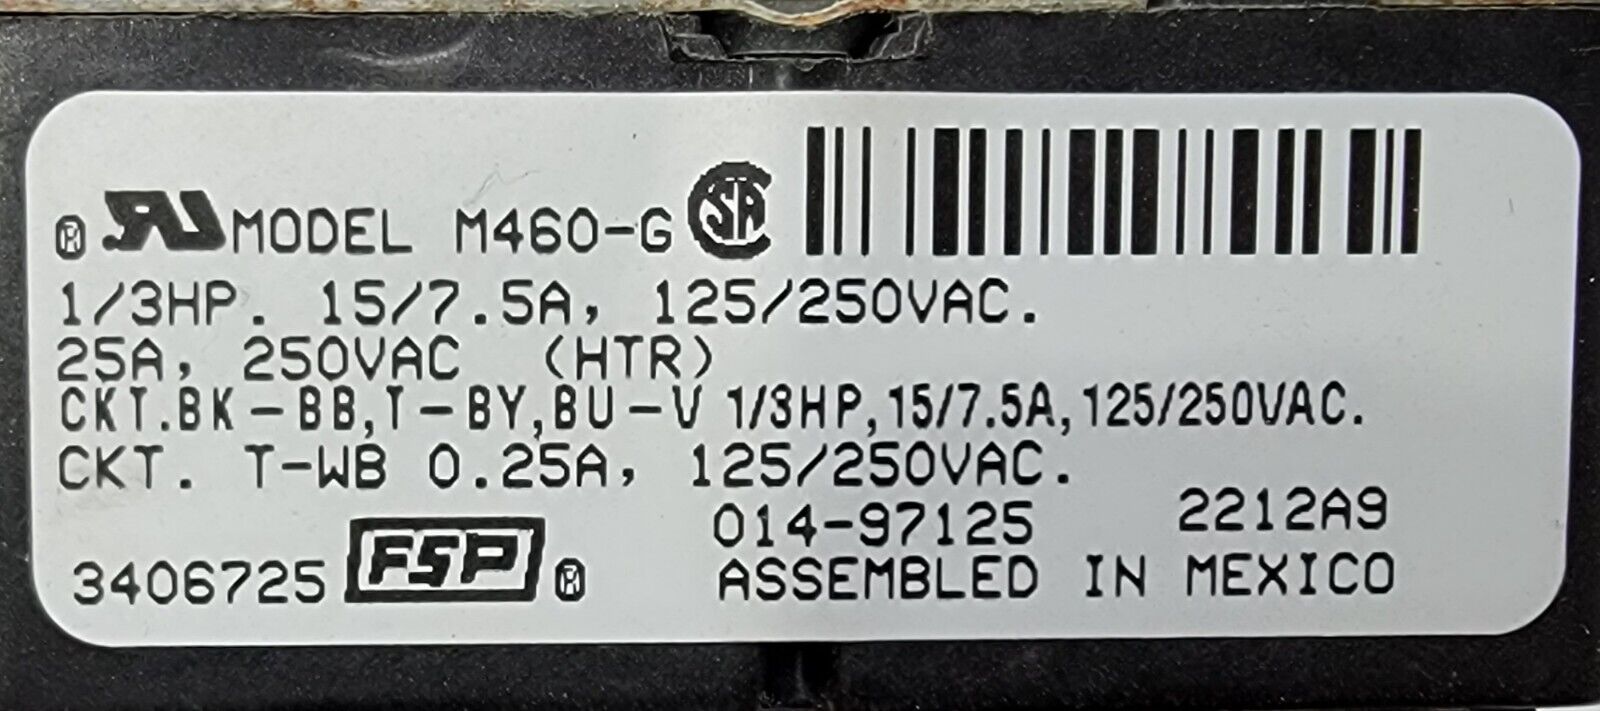 ® RU MODEL M460-G CSA
1/3HP. 15/7.5A, 125/250VAC.
25A, 250VAC (HTR)
CKT.BK-BB,T-BY,BU-V 1/3HP,15/7.5A,125/250VAC.
CKT. T-WB 0.25A, 125/250VAC.
014-97125 2212A9
3406725 FSP ® ASSEMBLED IN MEXICO